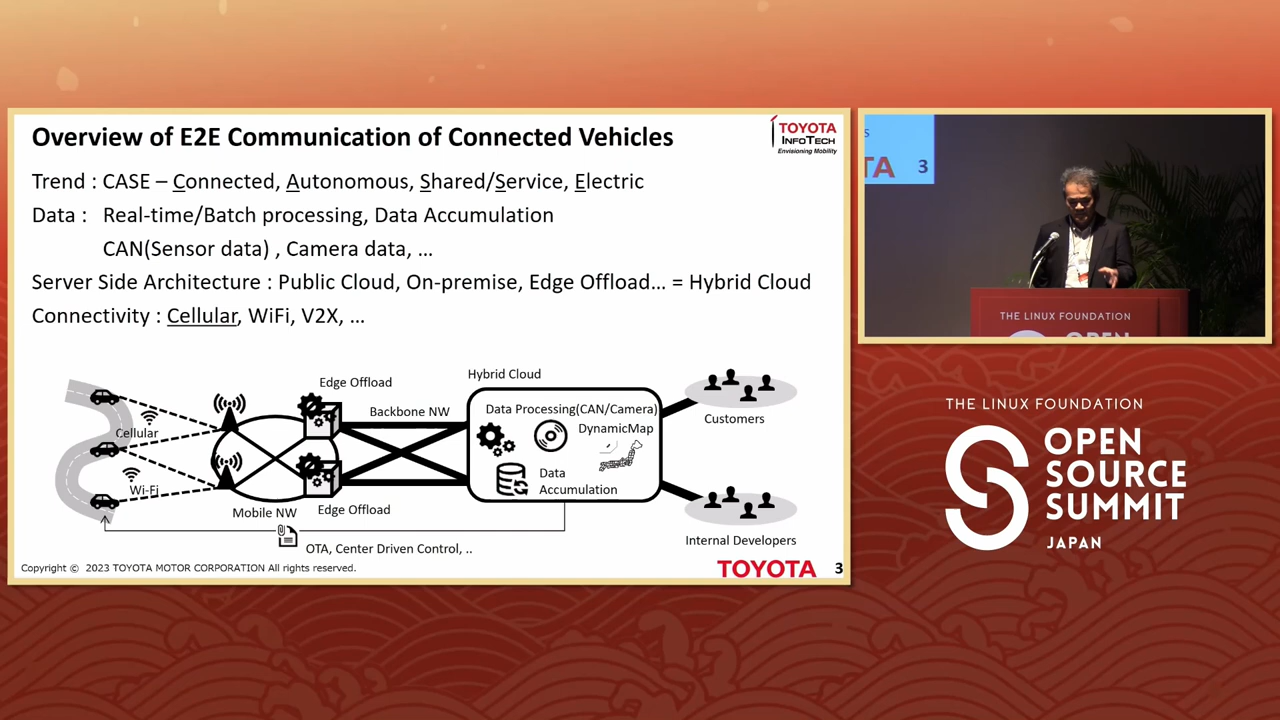 Overview of E2E Communication of Connected Vehicles
TOYOTA
INFOTECH
Envisioning Mobility
Trend : CASE – Connected, Autonomous, Shared/Service, Electric
Data : Real-time/Batch processing, Data Accumulation
CAN(Sensor data) , Camera data, …
Server Side Architecture : Public Cloud, On-premise, Edge Offload… = Hybrid Cloud
Connectivity : Cellular, WiFi, V2X, …
Edge Offload
Hybrid Cloud
Backbone NW
Data Processing(CAN/Camera)
DynamicMap
Customers
Cellular
Wi-Fi
Data
Accumulation
Mobile NW
Edge Offload
Internal Developers
OTA, Center Driven Control, ..
Copyright © 2023 TOYOTA MOTOR CORPORATION All rights reserved.
TOYOTA
3
S
TA 3
THE LINUX FOUNDATION
OPEN
THE LINUX FOUNDATION
OPEN
SOURCE
SUMMIT
JAPAN